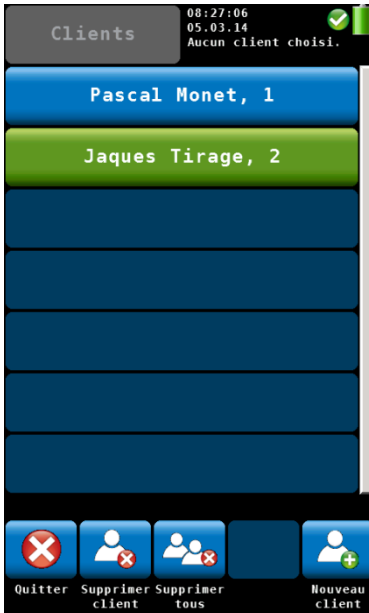 Clients
08:27:06
05.03.14
Aucun client choisi.
Pascal Monet, 1
Jaques Tirage, 2
Quitter
Supprimer
client
Supprimer
tous
Nouveau
client